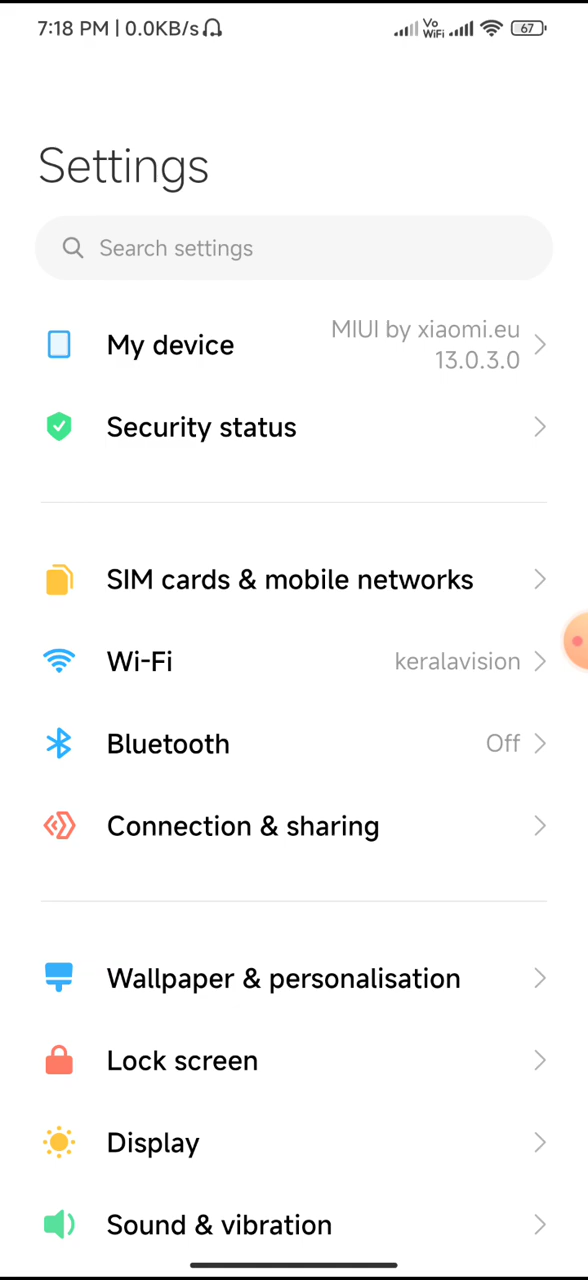 7:18 PM | 0.0KB/s
Vo
WiFi
67
Settings
Search settings
My device
MIUI by xiaomi.eu
13.0.3.0
Security status
SIM cards & mobile networks
Wi-Fi
keralavision
Bluetooth
Off
Connection & sharing
Wallpaper & personalisation
Lock screen
Display
Sound & vibration